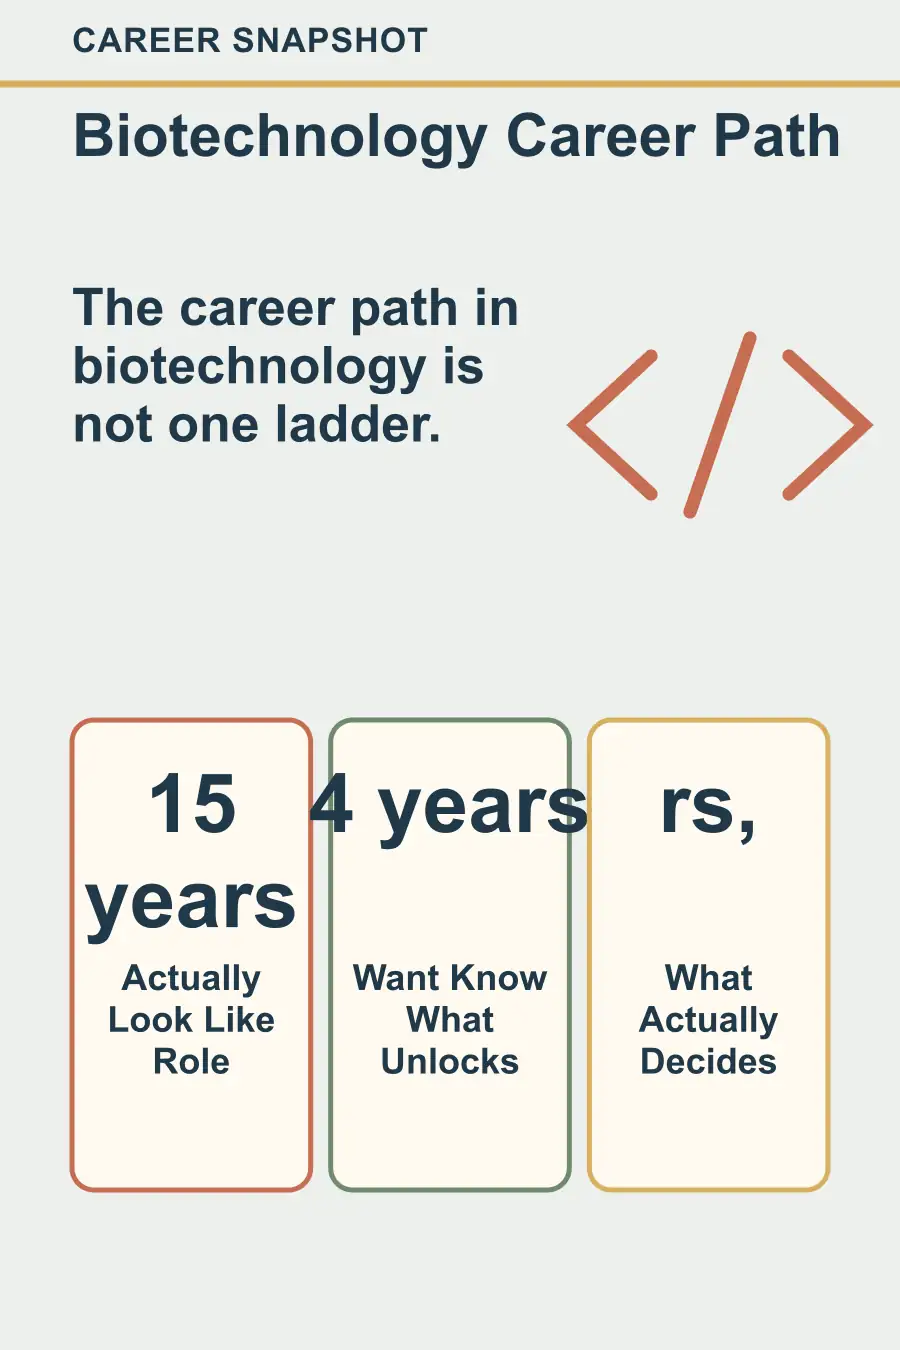 CAREER SNAPSHOT
Biotechnology Career Path
The career path in
biotechnology is
not one ladder.
15
years
Actually
Look Like
Role
4 years
Want Know
What
Unlocks
rs,
What
Actually
Decides